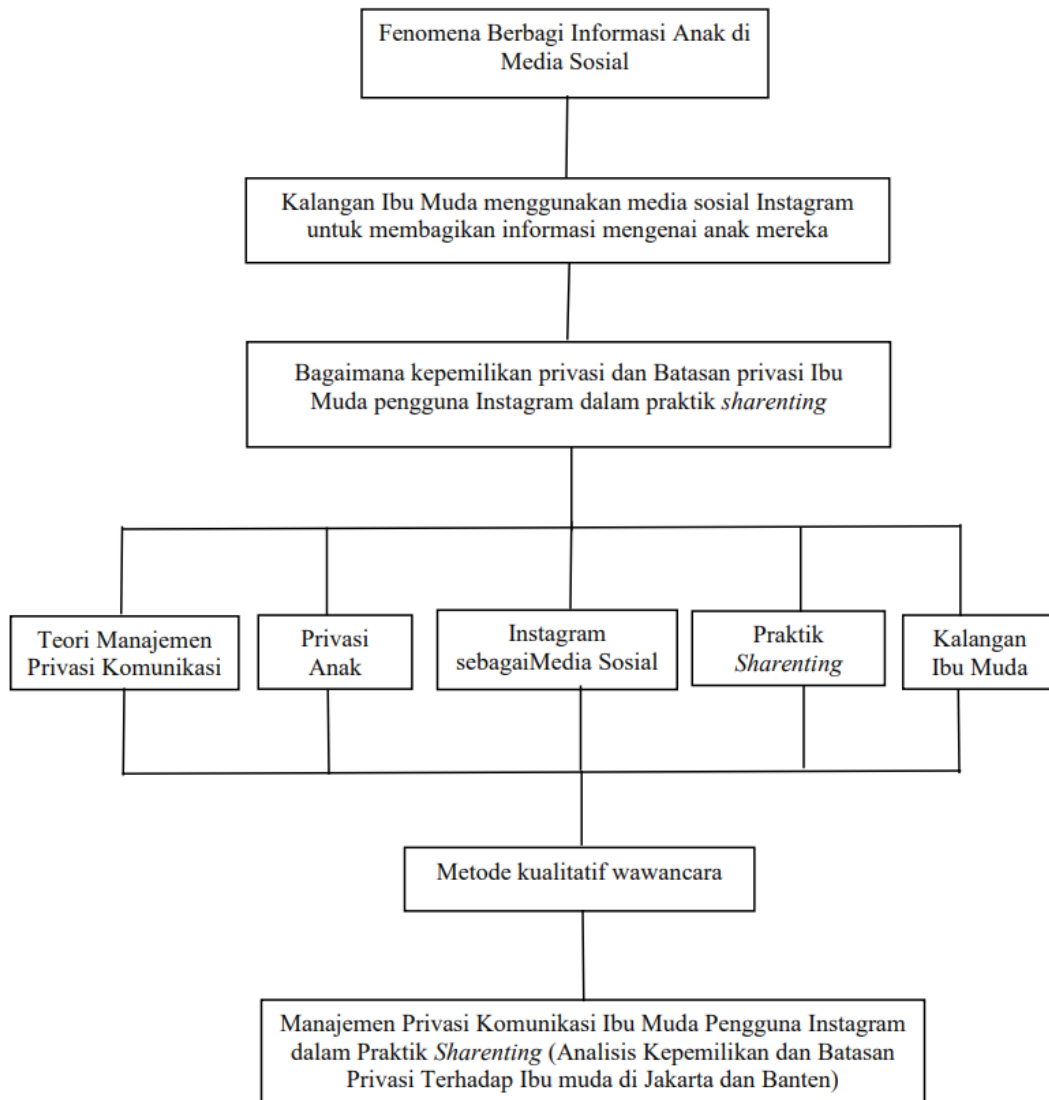 Fenomena Berbagi Informasi Anak di
Media Sosial
Kalangan Ibu Muda menggunakan media sosial Instagram
untuk membagikan informasi mengenai anak mereka
Bagaimana kepemilikan privasi dan Batasan privasi Ibu
Muda pengguna Instagram dalam praktik sharenting
Teori Manajemen
Privasi Komunikasi
Privasi
Anak
Instagram
sebagaiMedia Sosial
Praktik
Sharenting
Kalangan
Ibu Muda
Metode kualitatif wawancara
Manajemen Privasi Komunikasi Ibu Muda Pengguna Instagram
dalam Praktik Sharenting (Analisis Kepemilikan dan Batasan
Privasi Terhadap Ibu muda di Jakarta dan Banten)